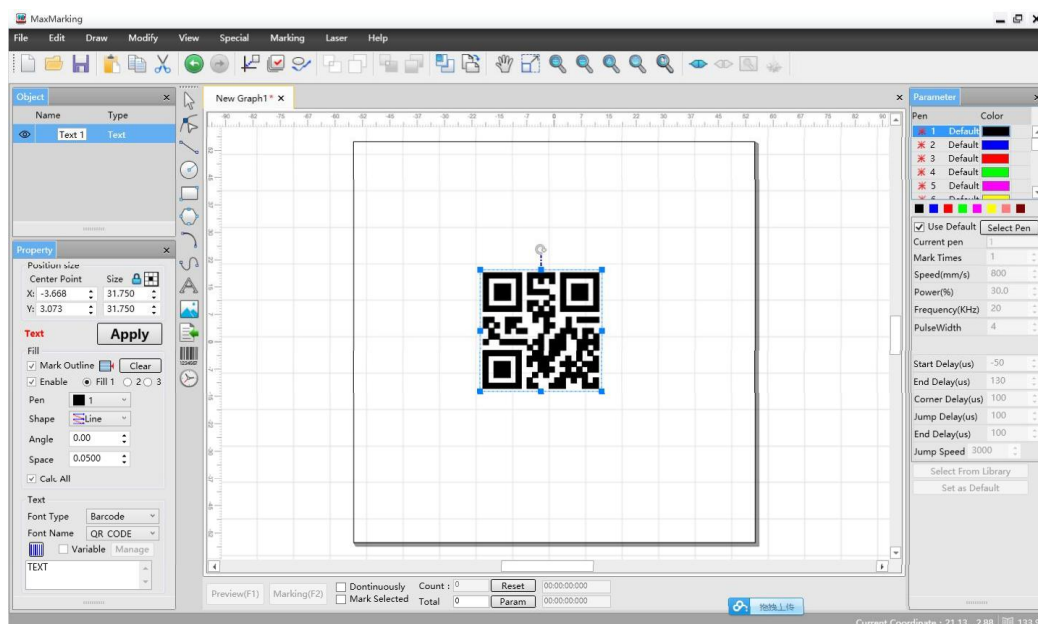 MaxMarking
File Edit Draw Modify View Special Marking Laser Help
Object
Name Type
Text 1 Text
New Graph1* ×
Parameter
Pen Color
1 Default
2 Default
3 Default
4 Default
5 Default
Use Default Select Pen
Current pen 1
Mark Times 1
Speed(mm/s) 800
Power(%) 30.0
Frequency(KHz) 20
PulseWidth 4
Start Delay(us) -50
End Delay(us) 130
Corner Delay(us) 100
Jump Delay(us) 100
End Delay(us) 100
Jump Speed 3000
Select From Library
Set as Default
Property
Position size
Center Point Size
X: -3.668 31.750
Y: 3.073 31.750
Text Apply
Fill
Mark Outline Clear
Enable Fill 1 2 3
Pen 1
Shape Line
Angle 0.00
Space 0.0500
Calc All
Text
Font Type Barcode
Font Name QR CODE
Variable Manage
TEXT
Preview(F1) Marking(F2)
Dontinuously Count : 0 Reset 00:00:00:000
Mark Selected Total 0 Param 00:00:00:000
拖拽上传